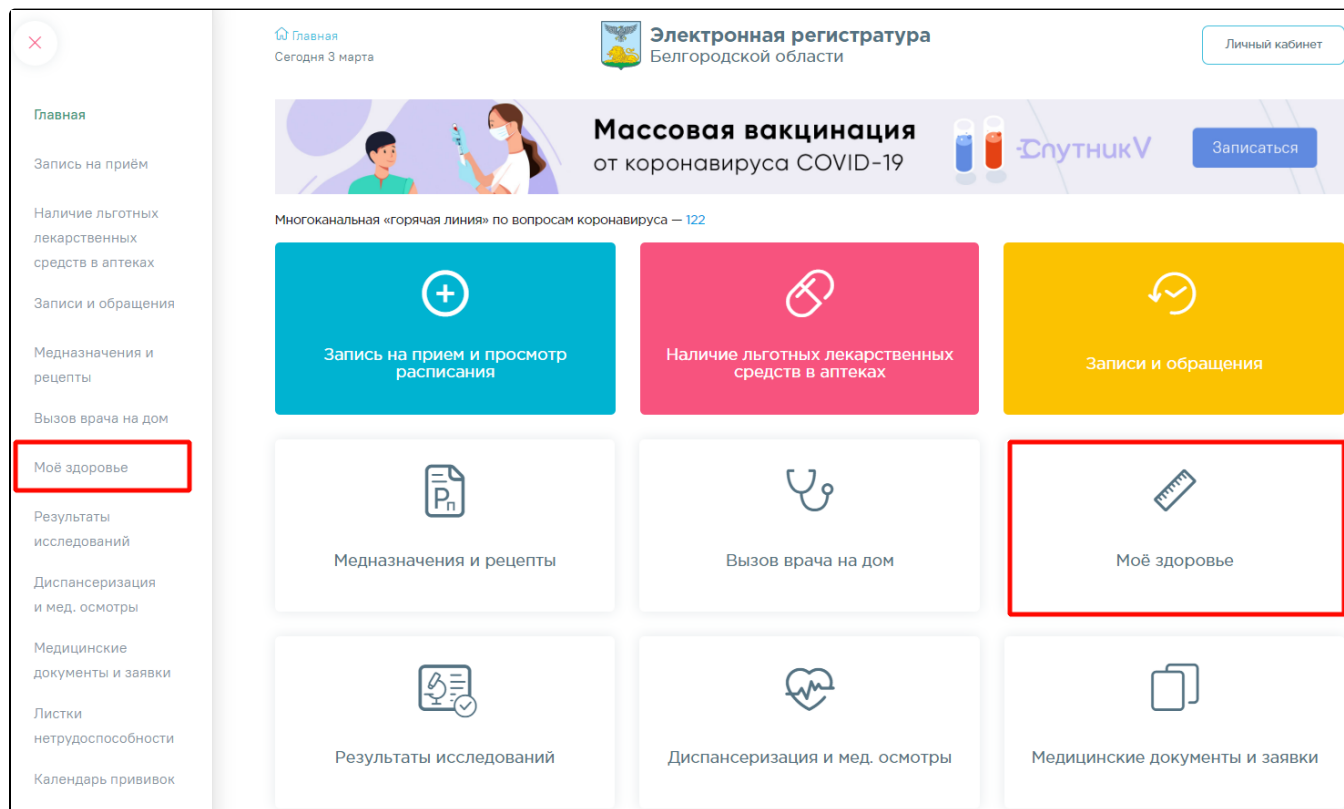 Главная
Сегодня 3 марта
Электронная регистратура
Белгородской области
Личный кабинет
Главная
Запись на приём
Наличие льготных
лекарственных
средств в аптеках
Записи и обращения
Медназначения и
рецепты
Вызов врача на дом
Моё здоровье
Результаты
исследований
Диспансеризация
и мед. осмотры
Медицинские
документы и заявки
Листки
нетрудоспособности
Календарь прививок
Массовая вакцинация
от коронавируса COVID-19
СпутникV
Записаться
Многоканальная «горячая линия» по вопросам коронавируса — 122
Запись на прием и просмотр
расписания
Наличие льготных лекарственных
средств в аптеках
Записи и обращения
Рп
Медназначения и рецепты
Вызов врача на дом
Моё здоровье
Результаты исследований
Диспансеризация и мед. осмотры
Медицинские документы и заявки